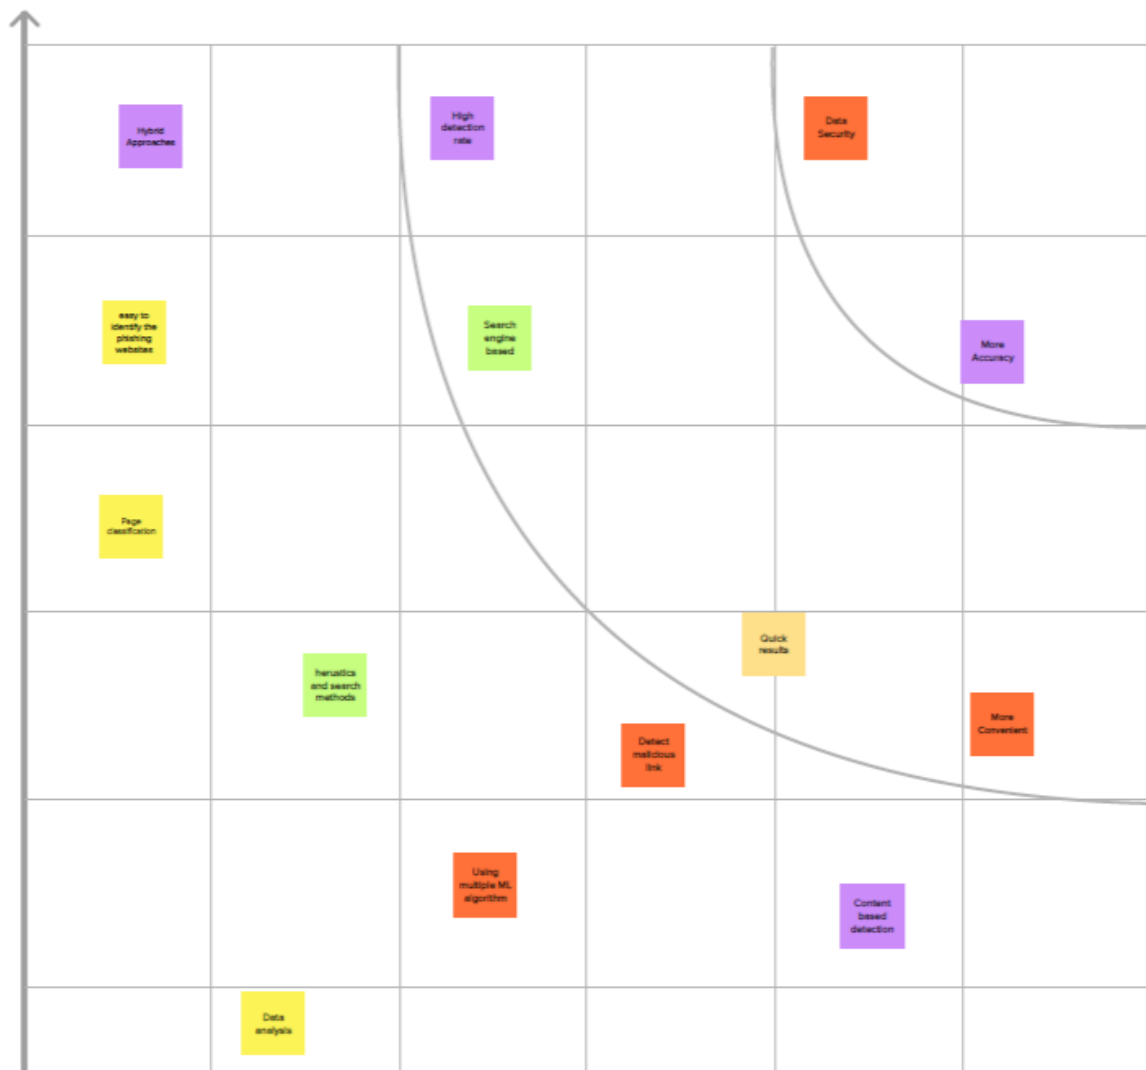 Hybrid
Approaches
High
detection
rate
Data
Security
easy to
identify the
phishing
websites
Search
engine
based
More
Accuracy
Page
classification
Quick
results
herustics
and search
methods
More
Convenient
Detect
malicious
link
Using
multiple ML
algorithm
Content
based
detection
Data
analysis